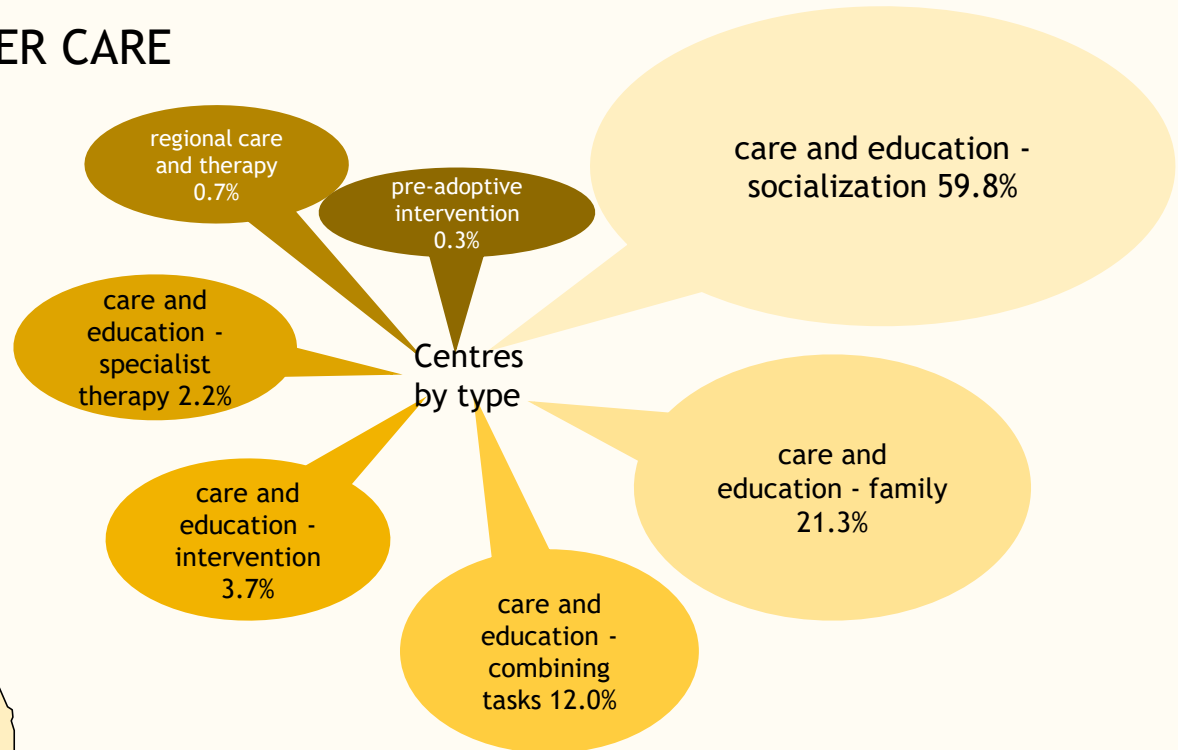 ER CARE
regional care
and therapy
0.7%
pre-adoptive
intervention
0.3%
care and education -
socialization 59.8%
care and
education -
specialist
therapy 2.2%
Centres
by type
care and
education - family
21.3%
care and
education -
intervention
3.7%
care and
education -
combining
tasks 12.0%